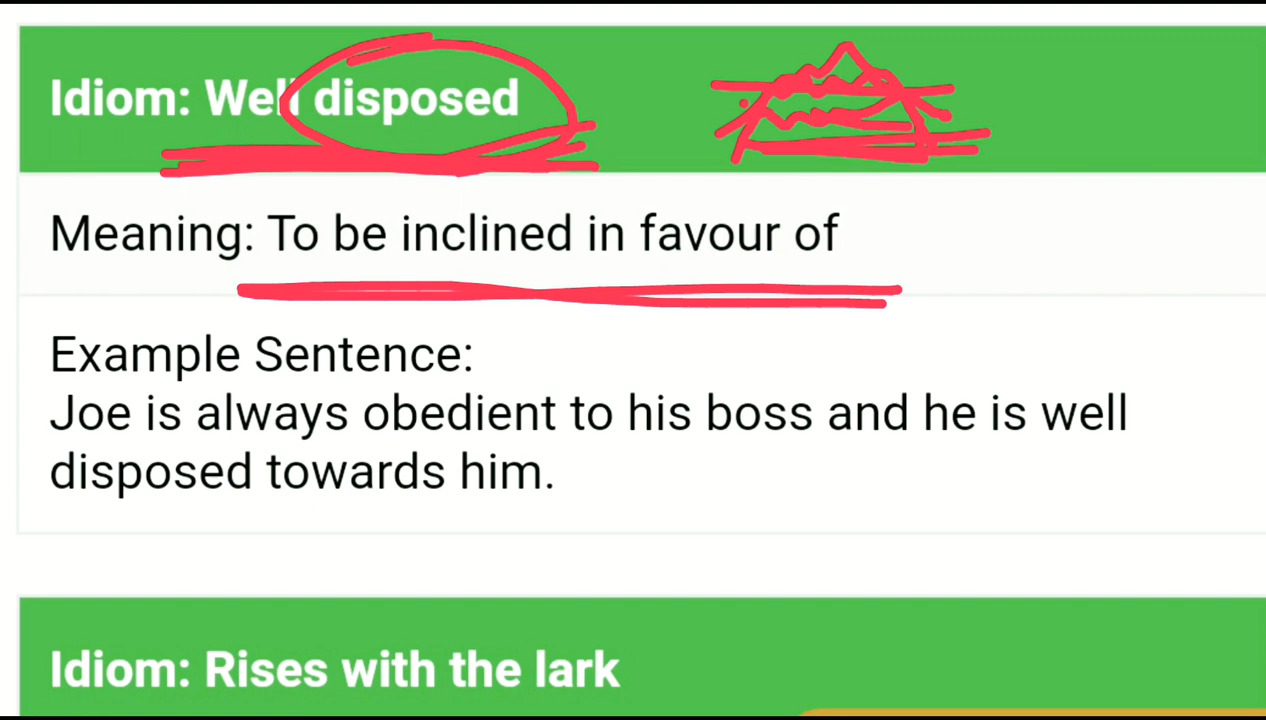 Idiom: Well disposed
Meaning: To be inclined in favour of
Example Sentence:
Joe is always obedient to his boss and he is well
disposed towards him.
Idiom: Rises with the lark